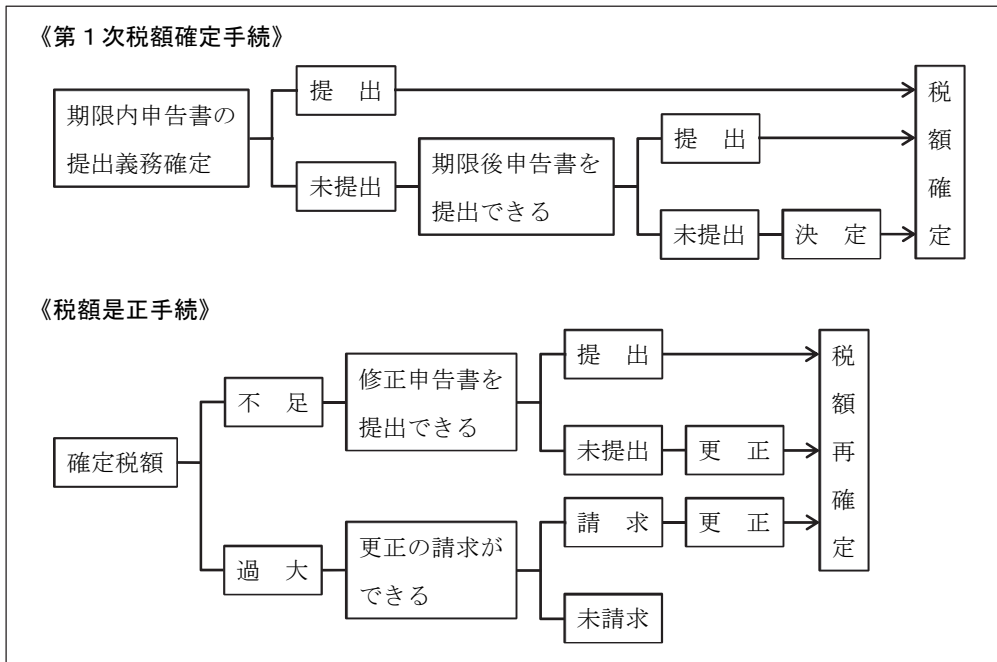 《第1次税額確定手続》
期限内申告書の
提出義務確定
提 出
未提出
期限後申告書を
提出できる
提 出
未提出
決 定
税額確定
《税額是正手続》
確定税額
不 足
修正申告書を
提出できる
提 出
未提出
更 正
過 大
更正の請求が
できる
請 求
更 正
未請求
税額再確定